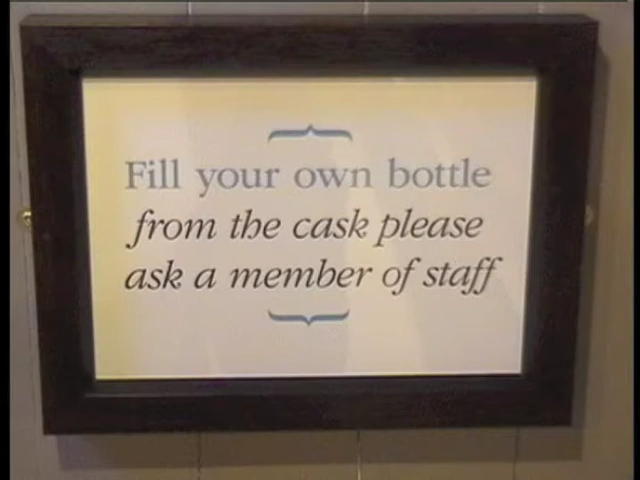 Fill your own bottle
from the cask please
ask a member of staff